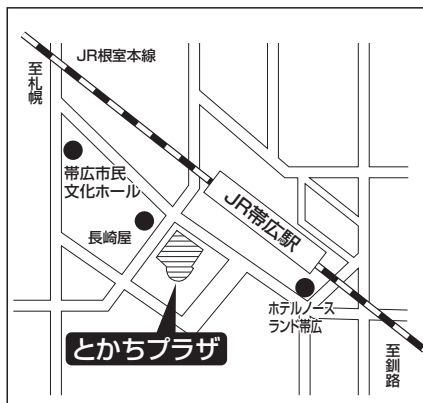 JR根室本線
至札幌
帯広市民
文化ホール
長崎屋
JR帯広駅
ホテルノース
ランド帯広
とかちプラザ
至釧路